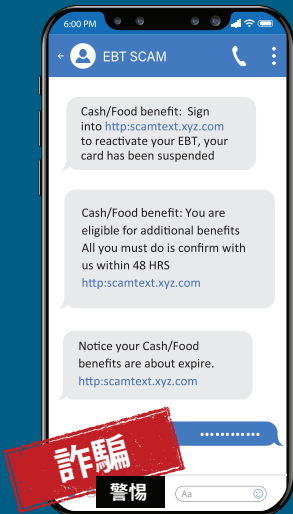 6:00 PM
EBT SCAM
Cash/Food benefit: Sign
into http:scamtext.xyz.com
to reactivate your EBT, your
card has been suspended
Cash/Food benefit: You are
eligible for additional benefits
All you must do is confirm with
us within 48 HRS
http:scamtext.xyz.com
Notice your Cash/Food
benefits are about expire.
http:scamtext.xyz.com
詐騙
警惕
Aa